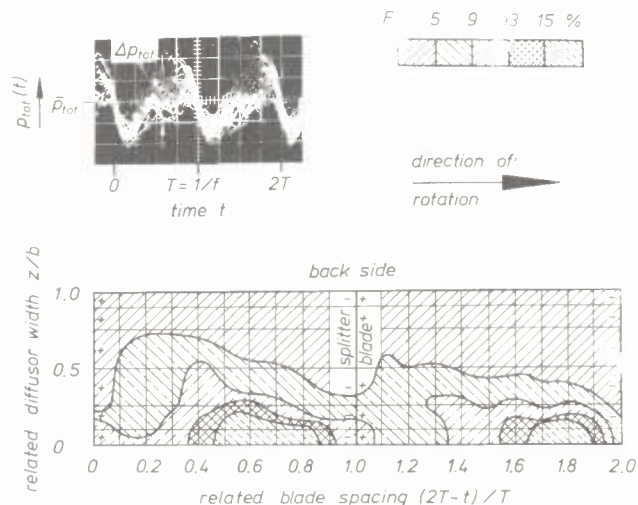 F 5 9 13 15 %
Δp_tot
p_tot(t)
p̄_tot
0 T = 1/f 2T
time t
direction of
rotation
back side
related diffusor width z/b
1.0
0.5
0
splitter
blade
0 0.2 0.4 0.6 0.8 1.0 1.2 1.4 1.6 1.8 2.0
related blade spacing (2T-t)/T